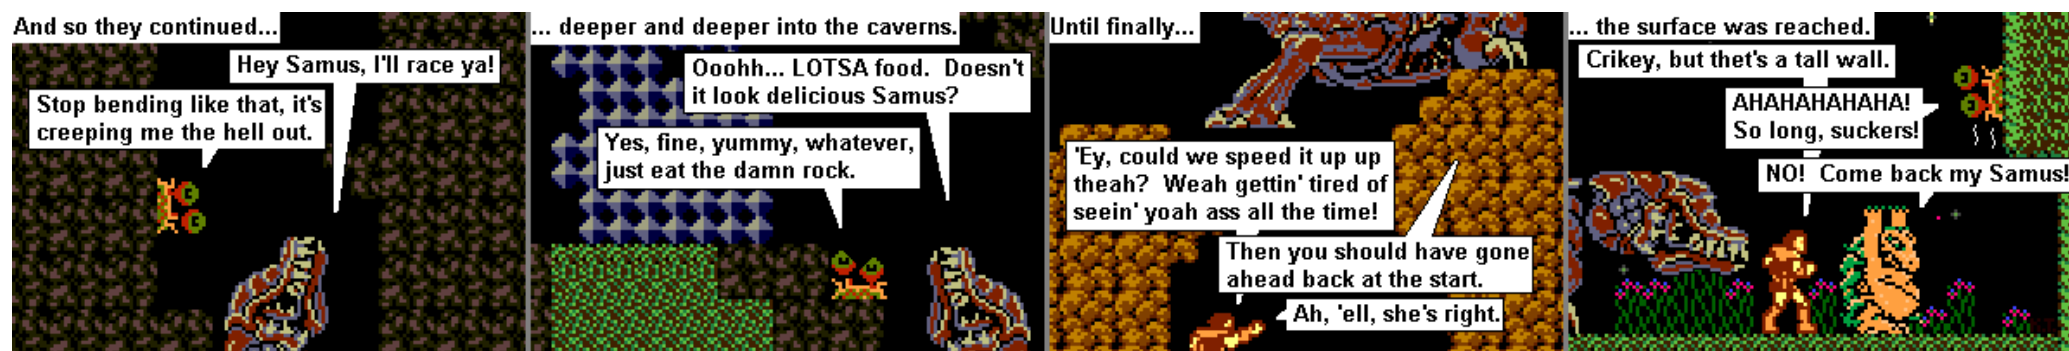 And so they continued...
Hey Samus, I'll race ya!
Stop bending like that, it's
creeping me the hell out.
... deeper and deeper into the caverns.
Ooohh... LOTSA food. Doesn't
it look delicious Samus?
Yes, fine, yummy, whatever,
just eat the damn rock.
Until finally...
'Ey, could we speed it up up
theah? Weah gettin' tired of
seein' yoah ass all the time!
Then you should have gone
ahead back at the start.
Ah, 'ell, she's right.
... the surface was reached.
Crikey, but thet's a tall wall.
AHAHAHAHAHA!
So long, suckers!
NO! Come back my Samus!